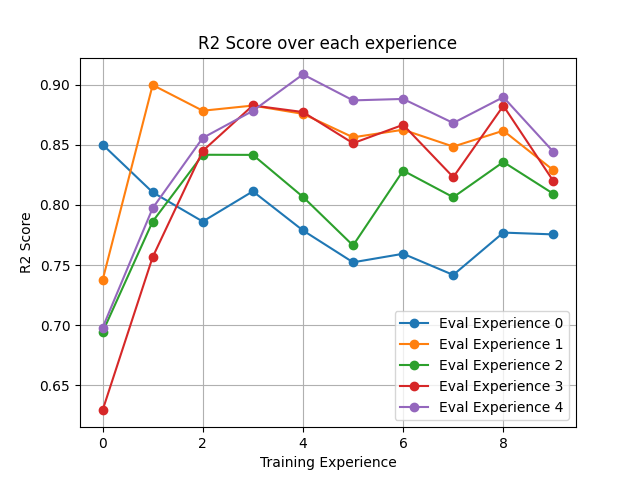 R2 Score over each experience
0.90
0.85
0.80
0.75
0.70
0.65
R2 Score
0 2 4 6 8
Training Experience
Eval Experience 0
Eval Experience 1
Eval Experience 2
Eval Experience 3
Eval Experience 4